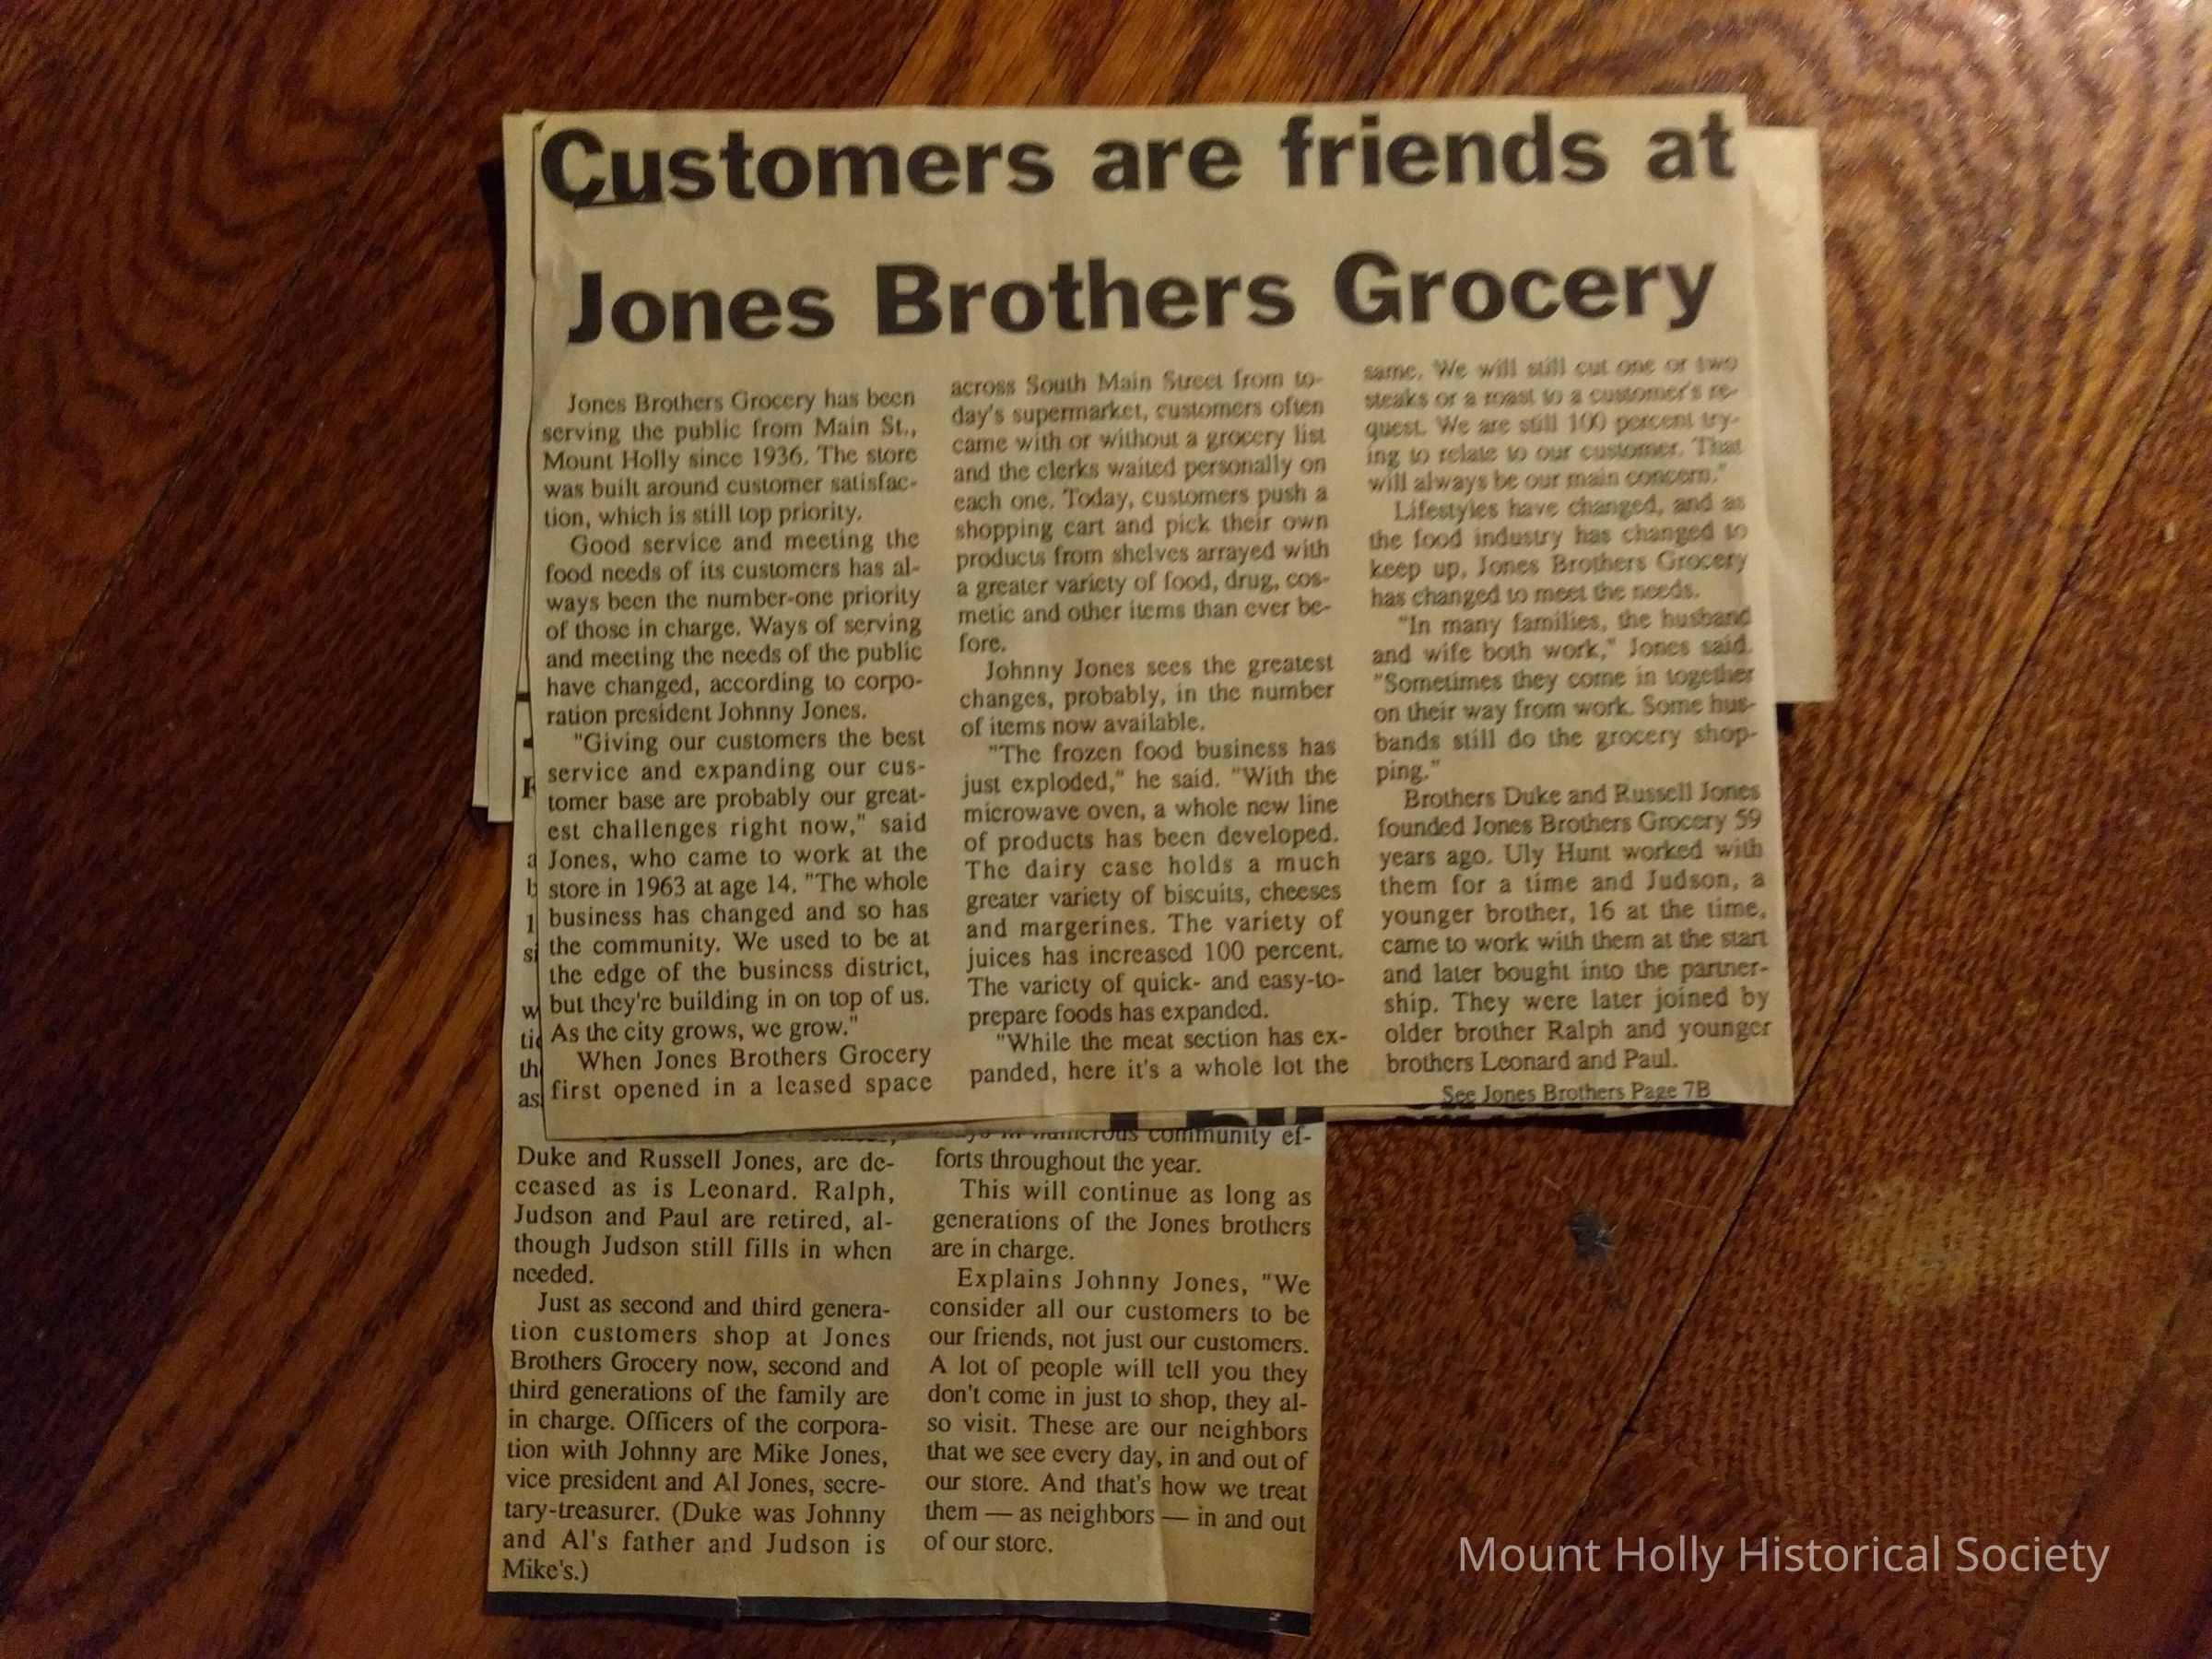 Customers are friends at
Jones Brothers Grocery
Jones Brothers Grocery has been
serving the public from Main St.,
Mount Holly since 1936. The store
was built around customer satisfac-
tion, which is still top priority.
Good service and meeting the
food needs of its customers has al-
ways been the number-one priority
of those in charge. Ways of serving
and meeting the needs of the public
have changed, according to corpo-
ration president Johnny Jones.
"Giving our customers the best
service and expanding our cus-
tomer base are probably our great-
est challenges right now," said
Jones, who came to work at the
store in 1963 at age 14. "The whole
business has changed and so has
the community. We used to be at
the edge of the business district,
but they're building in on top of us.
As the city grows, we grow."
When Jones Brothers Grocery
first opened in a leased space
across South Main Street from to-
day's supermarket, customers often
came with or without a grocery list
and the clerks waited personally on
each one. Today, customers push a
shopping cart and pick their own
products from shelves arrayed with
a greater variety of food, drug, cos-
metic and other items than ever be-
fore.
Johnny Jones sees the greatest
changes, probably, in the number
of items now available.
"The frozen food business has
just exploded," he said. "With the
microwave oven, a whole new line
of products has been developed.
The dairy case holds a much
greater variety of biscuits, cheeses
and margerines. The variety of
juices has increased 100 percent.
The variety of quick- and easy-to-
prepare foods has expanded.
"While the meat section has ex-
panded, here it's a whole lot the
same. We will still cut one or two
steaks or a roast to a customer's re-
quest. We are still 100 percent try-
ing to relate to our customer. That
will always be our main concern."
Lifestyles have changed, and as
the food industry has changed to
keep up, Jones Brothers Grocery
has changed to meet the needs.
"In many families, the husband
and wife both work," Jones said.
"Sometimes they come in together
on their way from work. Some hus-
bands still do the grocery shop-
ping."
Brothers Duke and Russell Jones
founded Jones Brothers Grocery 59
years ago. Uly Hunt worked with
them for a time and Judson, a
younger brother, 16 at the time,
came to work with them at the start
and later bought into the partner-
ship. They were later joined by
older brother Ralph and younger
brothers Leonard and Paul.
See Jones Brothers Page 7B
Duke and Russell Jones, are de-
ceased as is Leonard. Ralph,
Judson and Paul are retired, al-
though Judson still fills in when
needed.
Just as second and third genera-
tion customers shop at Jones
Brothers Grocery now, second and
third generations of the family are
in charge. Officers of the corpora-
tion with Johnny are Mike Jones,
vice president and Al Jones, secre-
tary-treasurer. (Duke was Johnny
and Al's father and Judson is
Mike's.)
in numerous community ef-
forts throughout the year.
This will continue as long as
generations of the Jones brothers
are in charge.
Explains Johnny Jones, "We
consider all our customers to be
our friends, not just our customers.
A lot of people will tell you they
don't come in just to shop, they al-
so visit. These are our neighbors
that we see every day, in and out of
our store. And that's how we treat
them — as neighbors — in and out
of our store.
Mount Holly Historical Society